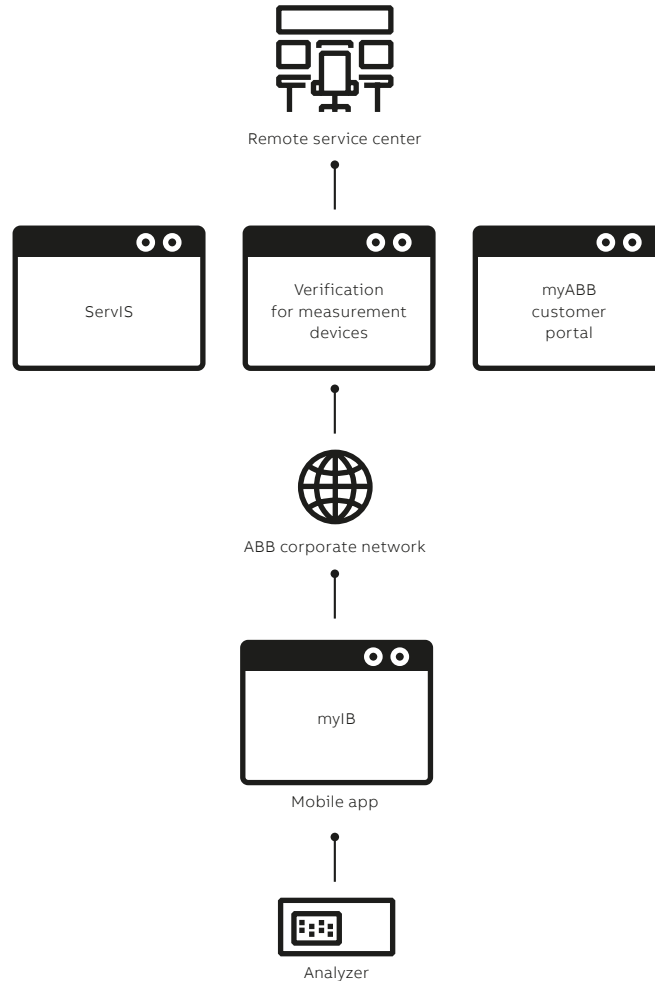 Remote service center
ServIS
Verification
for measurement
devices
myABB
customer
portal
ABB corporate network
myIB
Mobile app
Analyzer